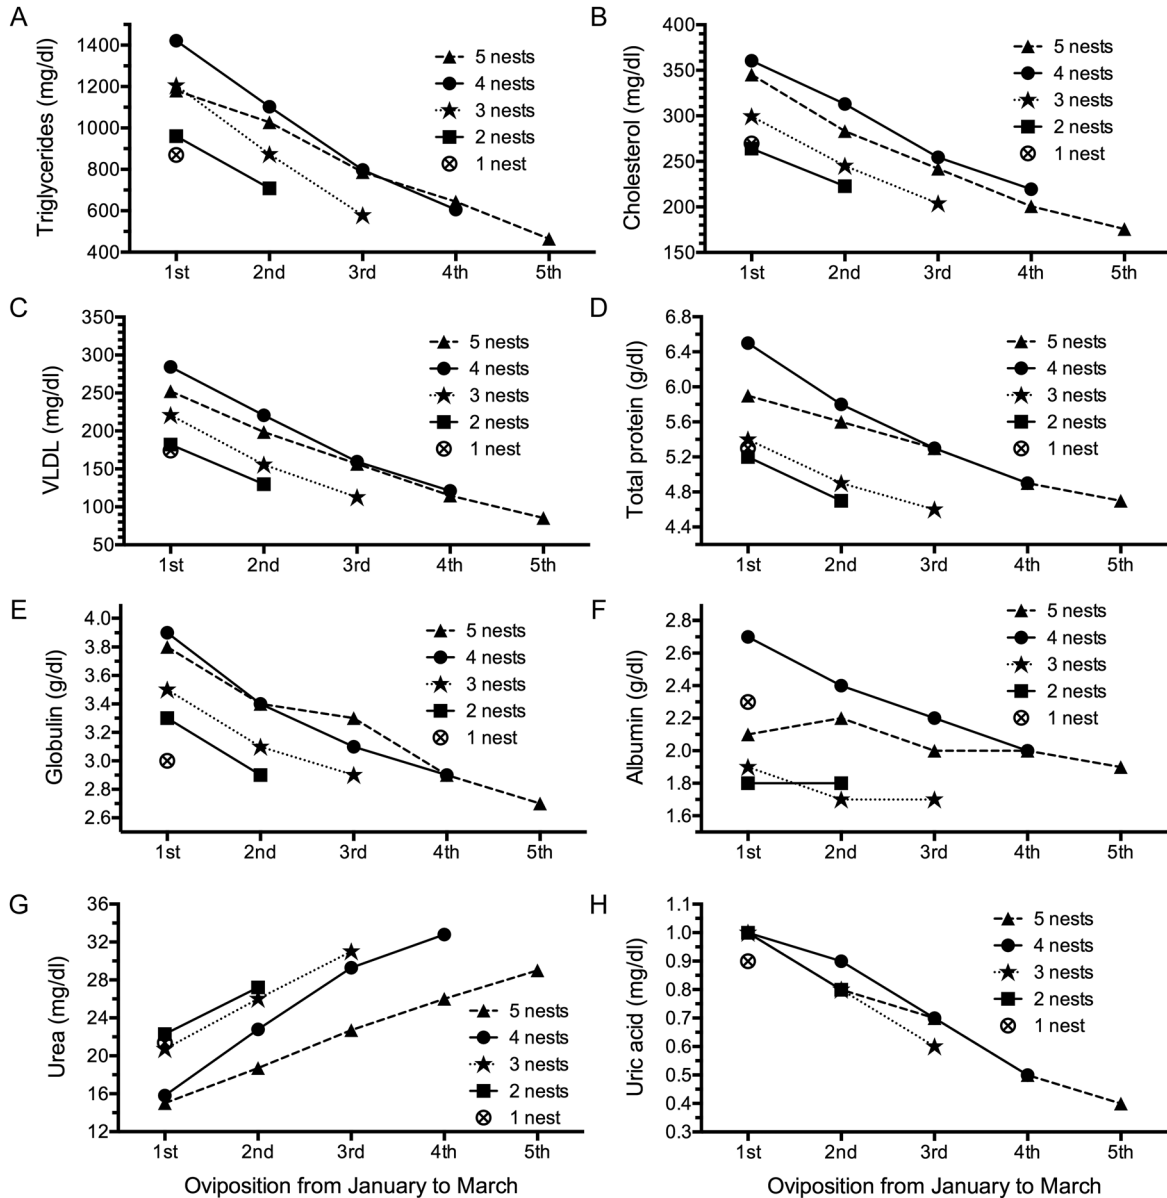 A
Triglycerides (mg/dl)
1400
1200
1000
800
600
400
5 nests
4 nests
3 nests
2 nests
1 nest
1st 2nd 3rd 4th 5th
B
Cholesterol (mg/dl)
400
350
300
250
200
150
5 nests
4 nests
3 nests
2 nests
1 nest
1st 2nd 3rd 4th 5th
C
VLDL (mg/dl)
350
300
250
200
150
100
50
5 nests
4 nests
3 nests
2 nests
1 nest
1st 2nd 3rd 4th 5th
D
Total protein (g/dl)
6.8
6.4
6.0
5.6
5.2
4.8
4.4
5 nests
4 nests
3 nests
2 nests
1 nest
1st 2nd 3rd 4th 5th
E
Globulin (g/dl)
4.0
3.8
3.6
3.4
3.2
3.0
2.8
2.6
5 nests
4 nests
3 nests
2 nests
1 nest
1st 2nd 3rd 4th 5th
F
Albumin (g/dl)
2.8
2.6
2.4
2.2
2.0
1.8
1.6
5 nests
4 nests
3 nests
2 nests
1 nest
1st 2nd 3rd 4th 5th
G
Urea (mg/dl)
36
32
28
24
20
16
12
5 nests
4 nests
3 nests
2 nests
1 nest
1st 2nd 3rd 4th 5th
Oviposition from January to March
H
Uric acid (mg/dl)
1.1
1.0
0.9
0.8
0.7
0.6
0.5
0.4
0.3
5 nests
4 nests
3 nests
2 nests
1 nest
1st 2nd 3rd 4th 5th
Oviposition from January to March